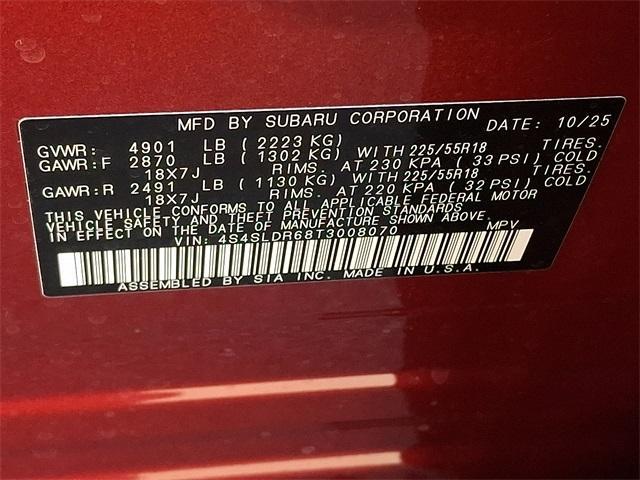 MFD BY SUBARU CORPORATION DATE: 10/25
GVWR: 4901 LB ( 2223 KG)
GAWR:F 2870 LB ( 1302 KG) WITH 225/55R18 TIRES.
18X7J RIMS. AT 230 KPA ( 33 PSI) COLD
GAWR:R 2491 LB ( 1130 KG) WITH 225/55R18 TIRES.
18X7J RIMS. AT 220 KPA ( 32 PSI) COLD
THIS VEHICLE CONFORMS TO ALL APPLICABLE FEDERAL MOTOR
VEHICLE SAFETY AND THEFT PREVENTION STANDARDS
IN EFFECT ON THE DATE OF MANUFACTURE SHOWN ABOVE.
VIN: 4S4SLDR68T3008070 MPV
ASSEMBLED BY SIA INC. MADE IN U.S.A.